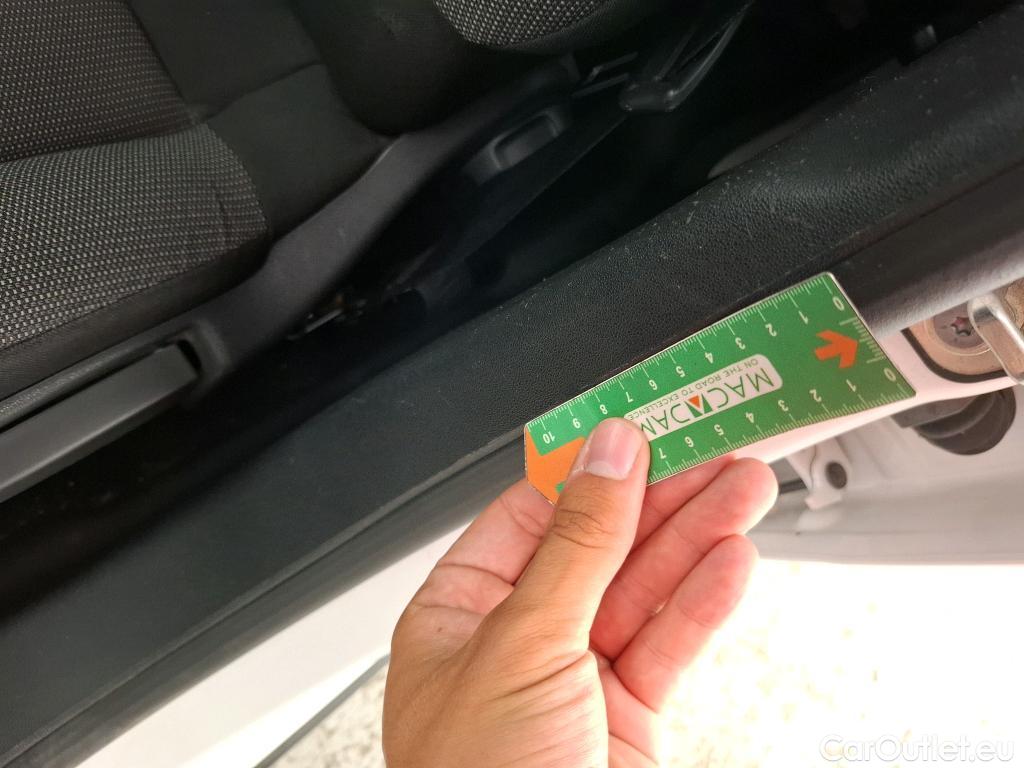 0 1 2 3 4 5 6 7 8 9 10
MACADAM
ON THE ROAD TO EXCELLENCE
0 1 2 3 4 5 6 7
CarOutlet.eu